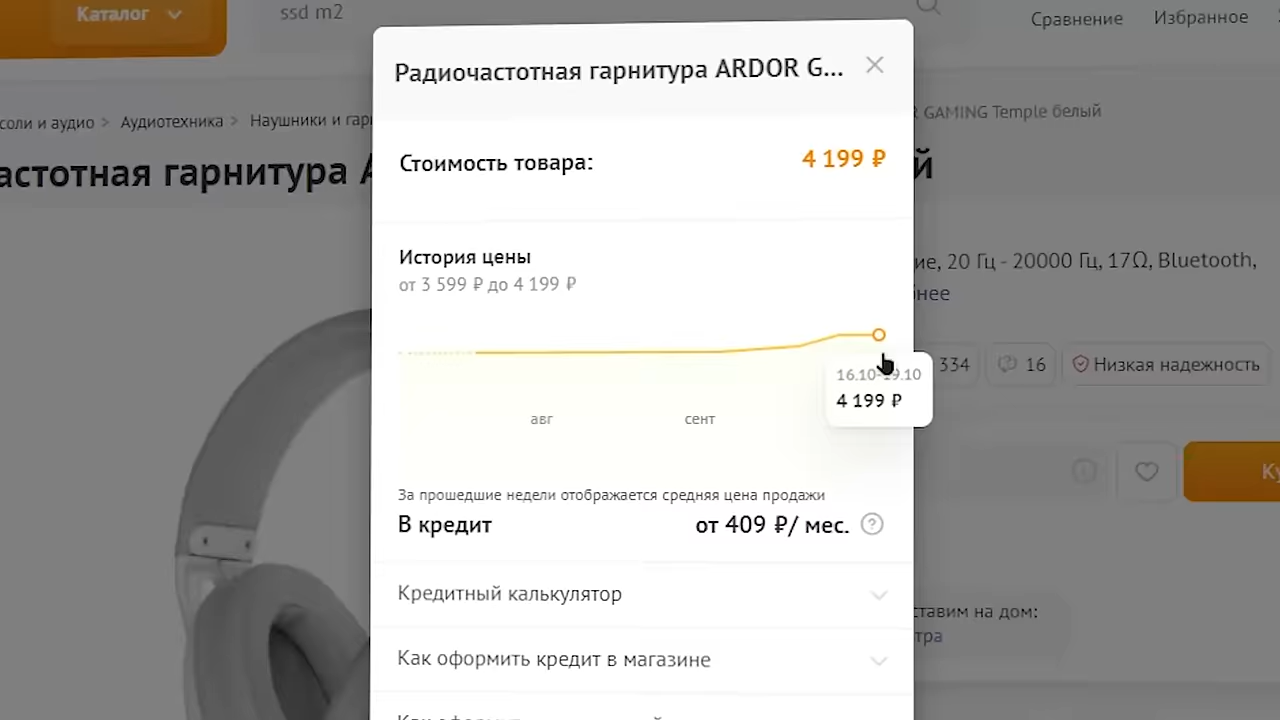 Каталог
ssd m2
Сравнение
Избранное
Радиочастотная гарнитура ARDOR G...
соли и аудио > Аудиотехника > Наушники и гар
GAMING Temple белый
астотная гарнитура
й
Стоимость товара:
4 199 ₽
История цены
от 3 599 ₽ до 4 199 ₽
ие, 20 Гц - 20000 Гц, 17Ω, Bluetooth,
бнее
334
16
Низкая надежность
16.10-19.10
4 199 ₽
авг
сент
За прошедшие недели отображается средняя цена продажи
В кредит
от 409 ₽/ мес.
Кредитный калькулятор
ставим на дом:
тра
Как оформить кредит в магазине